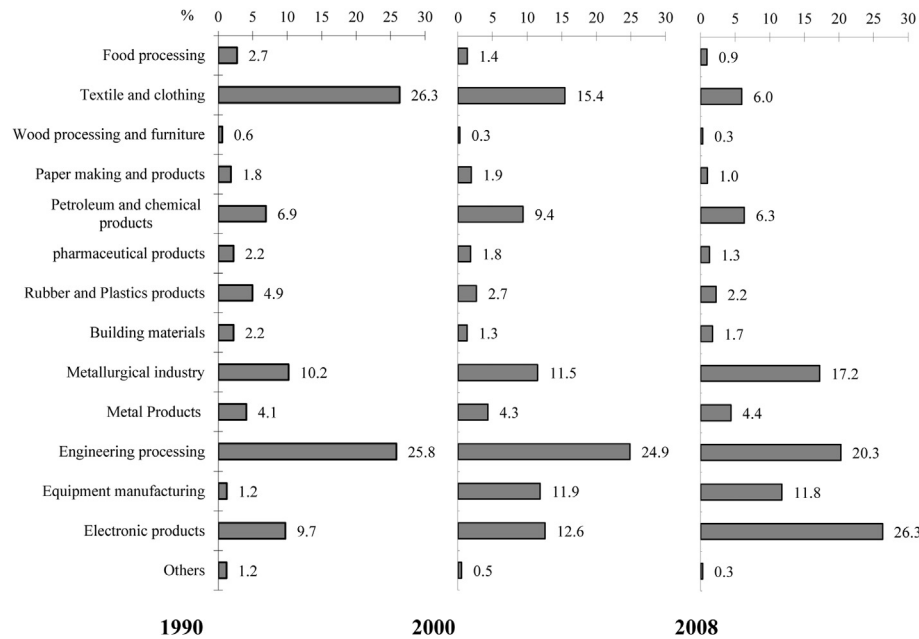 % 0 5 10 15 20 25 30 0 5 10 15 20 25 30 0 5 10 15 20 25 30
Food processing 2.7 1.4 0.9
Textile and clothing 26.3 15.4 6.0
Wood processing and furniture 0.6 0.3 0.3
Paper making and products 1.8 1.9 1.0
Petroleum and chemical
products 6.9 9.4 6.3
pharmaceutical products 2.2 1.8 1.3
Rubber and Plastics products 4.9 2.7 2.2
Building materials 2.2 1.3 1.7
Metallurgical industry 10.2 11.5 17.2
Metal Products 4.1 4.3 4.4
Engineering processing 25.8 24.9 20.3
Equipment manufacturing 1.2 11.9 11.8
Electronic products 9.7 12.6 26.3
Others 1.2 0.5 0.3
1990 2000 2008